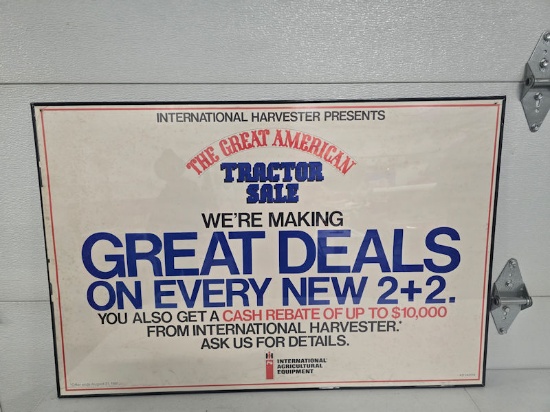 INTERNATIONAL HARVESTER PRESENTS
THE GREAT AMERICAN
TRACTOR
SALE
WE'RE MAKING
GREAT DEALS
ON EVERY NEW 2+2.
YOU ALSO GET A CASH REBATE OF UP TO $10,000
FROM INTERNATIONAL HARVESTER.*
ASK US FOR DETAILS.
INTERNATIONAL
AGRICULTURAL
EQUIPMENT